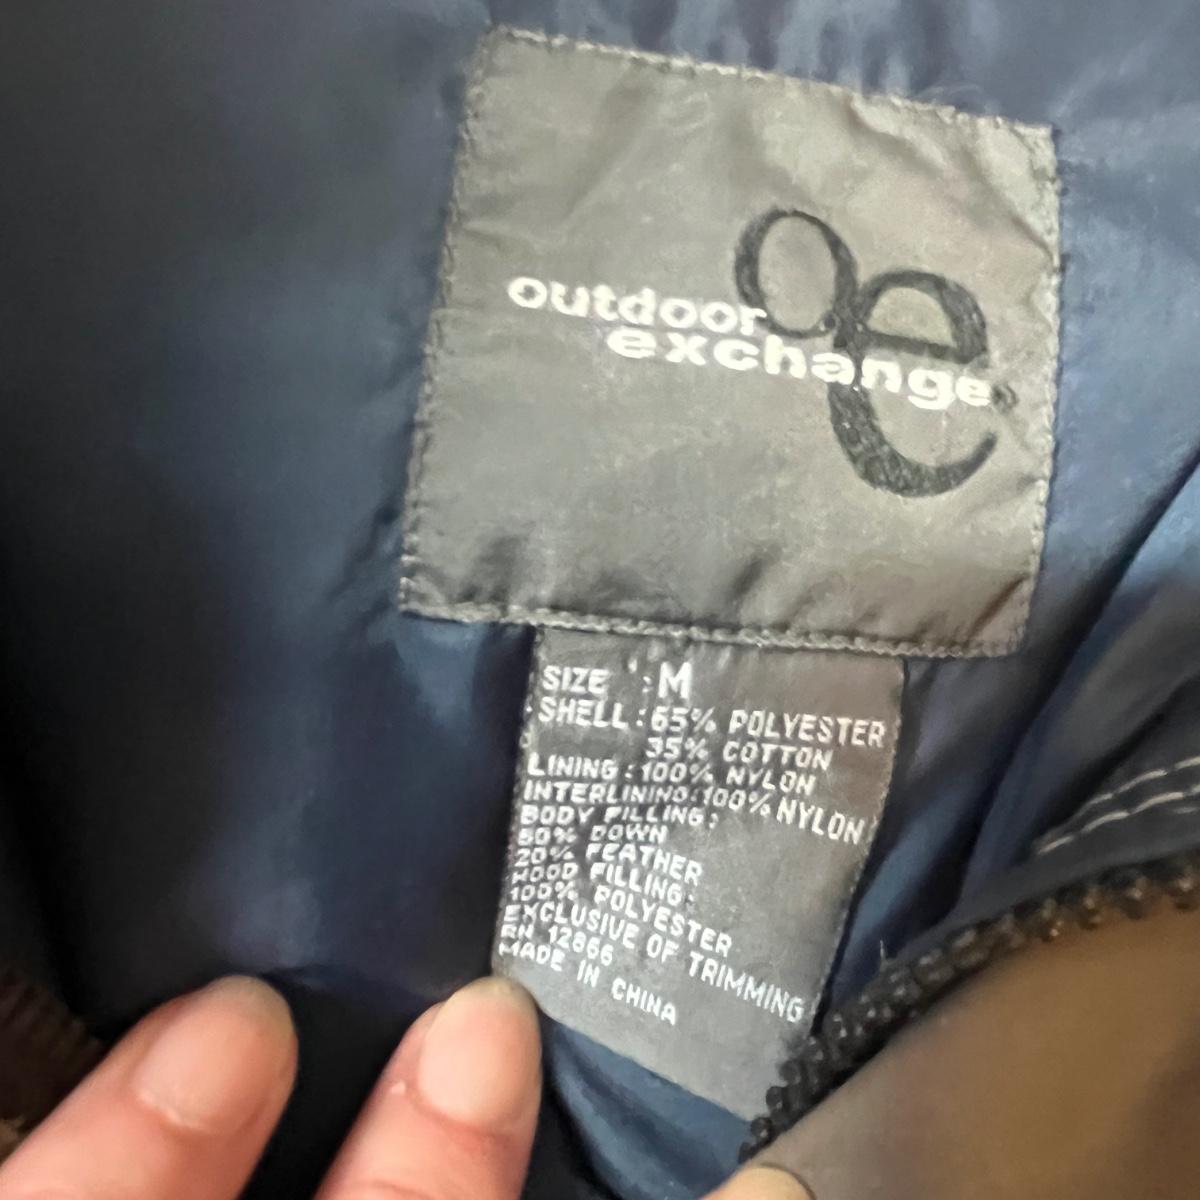 oe
outdoor
exchange
SIZE : M
SHELL : 65% POLYESTER
35% COTTON
LINING : 100% NYLON
INTERLINING: 100% NYLON
BODY FILLING:
80% DOWN
20% FEATHER
HOOD FILLING:
100% POLYESTER
EXCLUSIVE OF TRIMMING
RN 12866
MADE IN CHINA